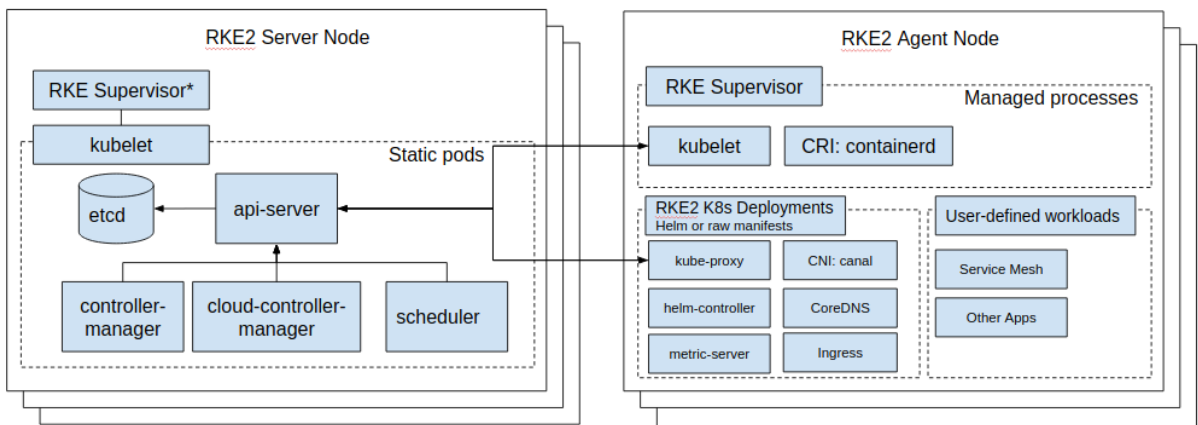 RKE2 Server Node
RKE Supervisor*
kubelet
Static pods
etcd
api-server
controller-
manager
cloud-controller-
manager
scheduler
RKE2 Agent Node
RKE Supervisor
Managed processes
kubelet
CRI: containerd
RKE2 K8s Deployments
Helm or raw manifests
kube-proxy
CNI: canal
helm-controller
CoreDNS
metric-server
Ingress
User-defined workloads
Service Mesh
Other Apps